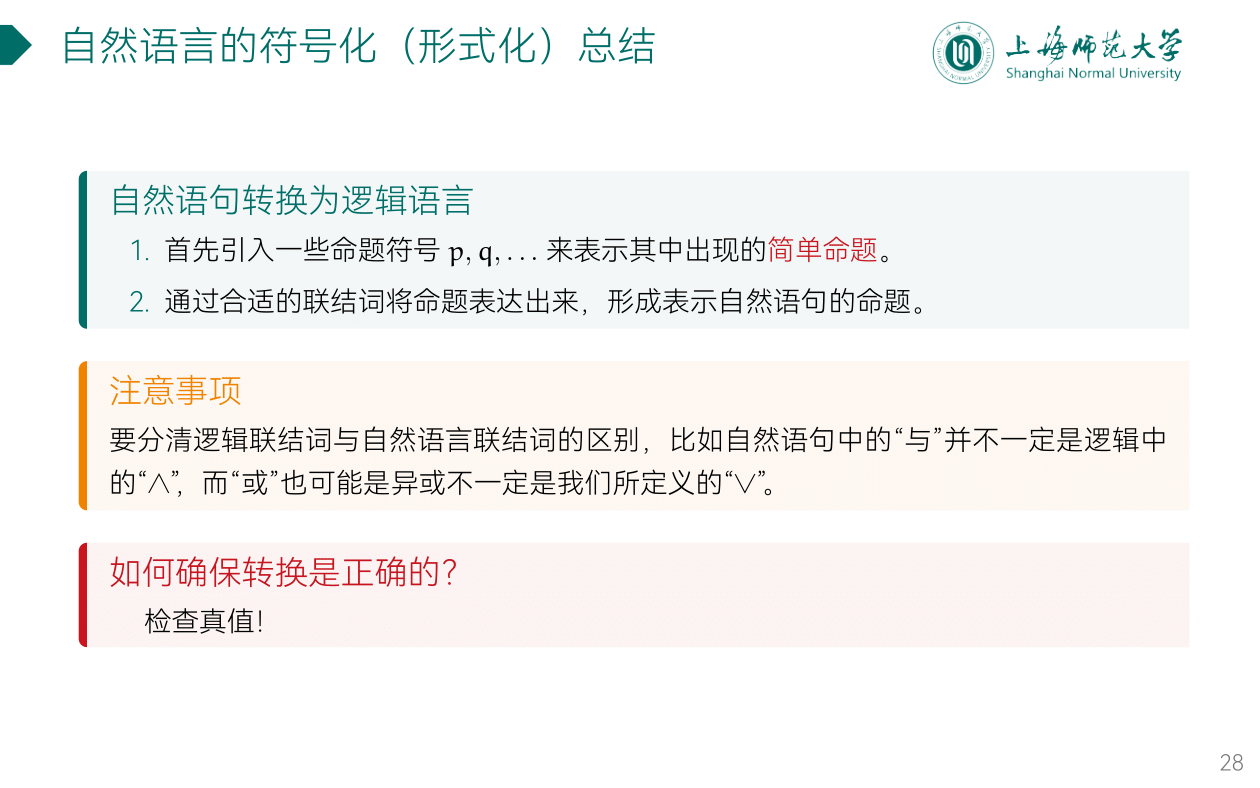 自然语言的符号化（形式化）总结
上海师范大学
Shanghai Normal University
自然语句转换为逻辑语言
1. 首先引入一些命题符号 p, q, … 来表示其中出现的简单命题。
2. 通过合适的联结词将命题表达出来，形成表示自然语句的命题。
注意事项
要分清逻辑联结词与自然语言联结词的区别，比如自然语句中的“与”并不一定是逻辑中
的“∧”，而“或”也可能是异或不一定是我们所定义的“∨”。
如何确保转换是正确的？
检查真值！
28